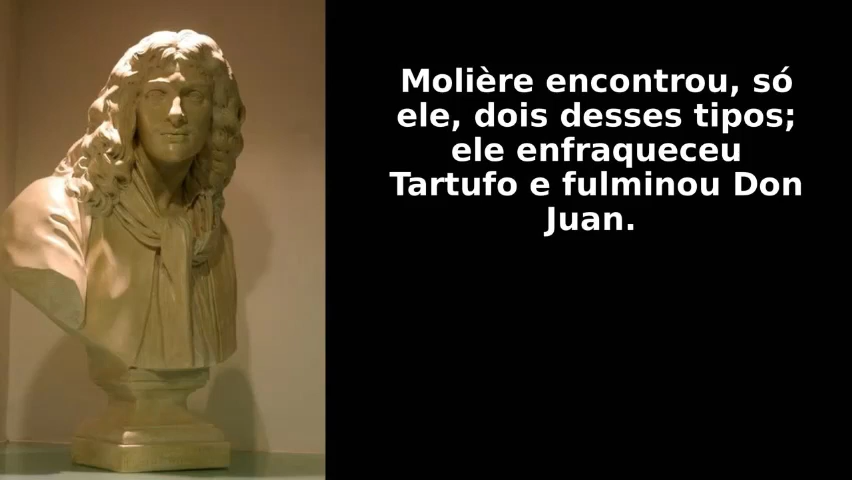 Molière encontrou, só
ele, dois desses tipos;
ele enfraqueceu
Tartufo e fulminou Don
Juan.